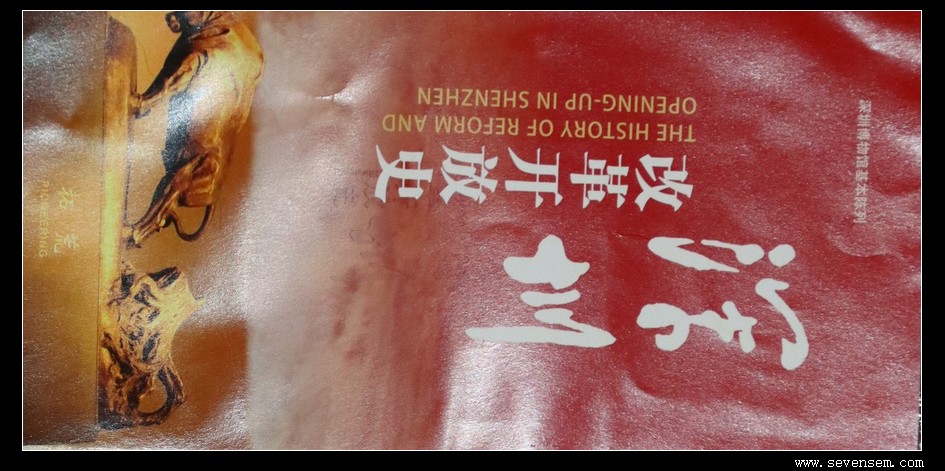 深圳博物馆基本陈列
深圳
改革开放史
THE HISTORY OF REFORM AND
OPENING-UP IN SHENZHEN
拓荒
PIONEERING
www.sevensem.com